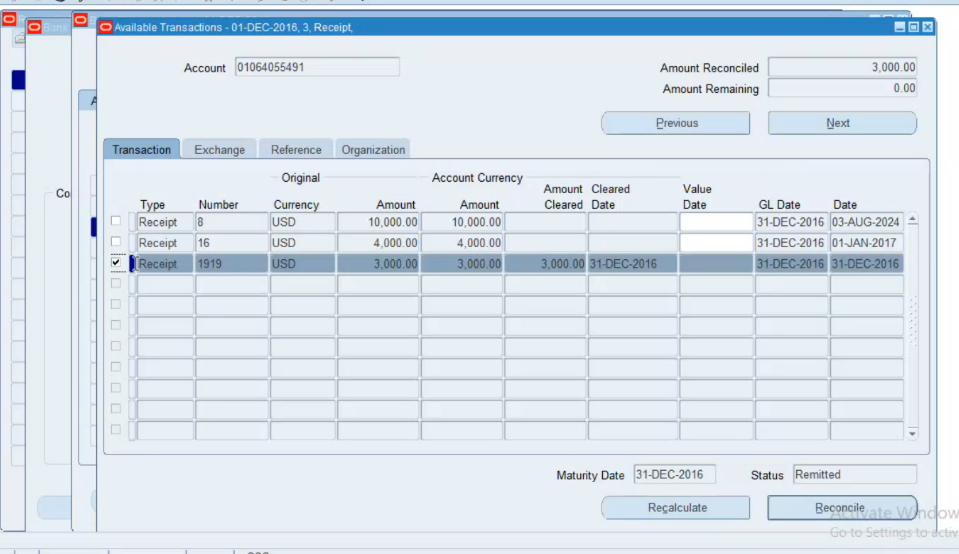 Available Transactions - 01-DEC-2016, 3, Receipt,
Bank
Account 01064055491
Amount Reconciled 3,000.00
Amount Remaining 0.00
Previous Next
A
Transaction Exchange Reference Organization
Original Account Currency
Co
Amount Cleared Value
Type Number Currency Amount Amount Cleared Date Date GL Date Date
Receipt 8 USD 10,000.00 10,000.00 31-DEC-2016 03-AUG-2024
Receipt 16 USD 4,000.00 4,000.00 31-DEC-2016 01-JAN-2017
Receipt 1919 USD 3,000.00 3,000.00 3,000.00 31-DEC-2016 31-DEC-2016 31-DEC-2016
Maturity Date 31-DEC-2016 Status Remitted
Recalculate Reconcile
Activate Window
Go to Settings to activ